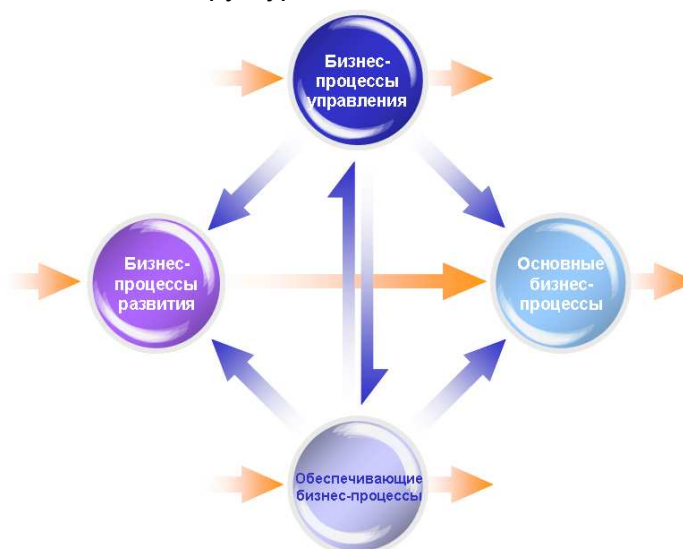 Бизнес-
процессы
управления
Бизнес-
процессы
развития
Основные
бизнес-
процессы
Обеспечивающие
бизнес-процессы